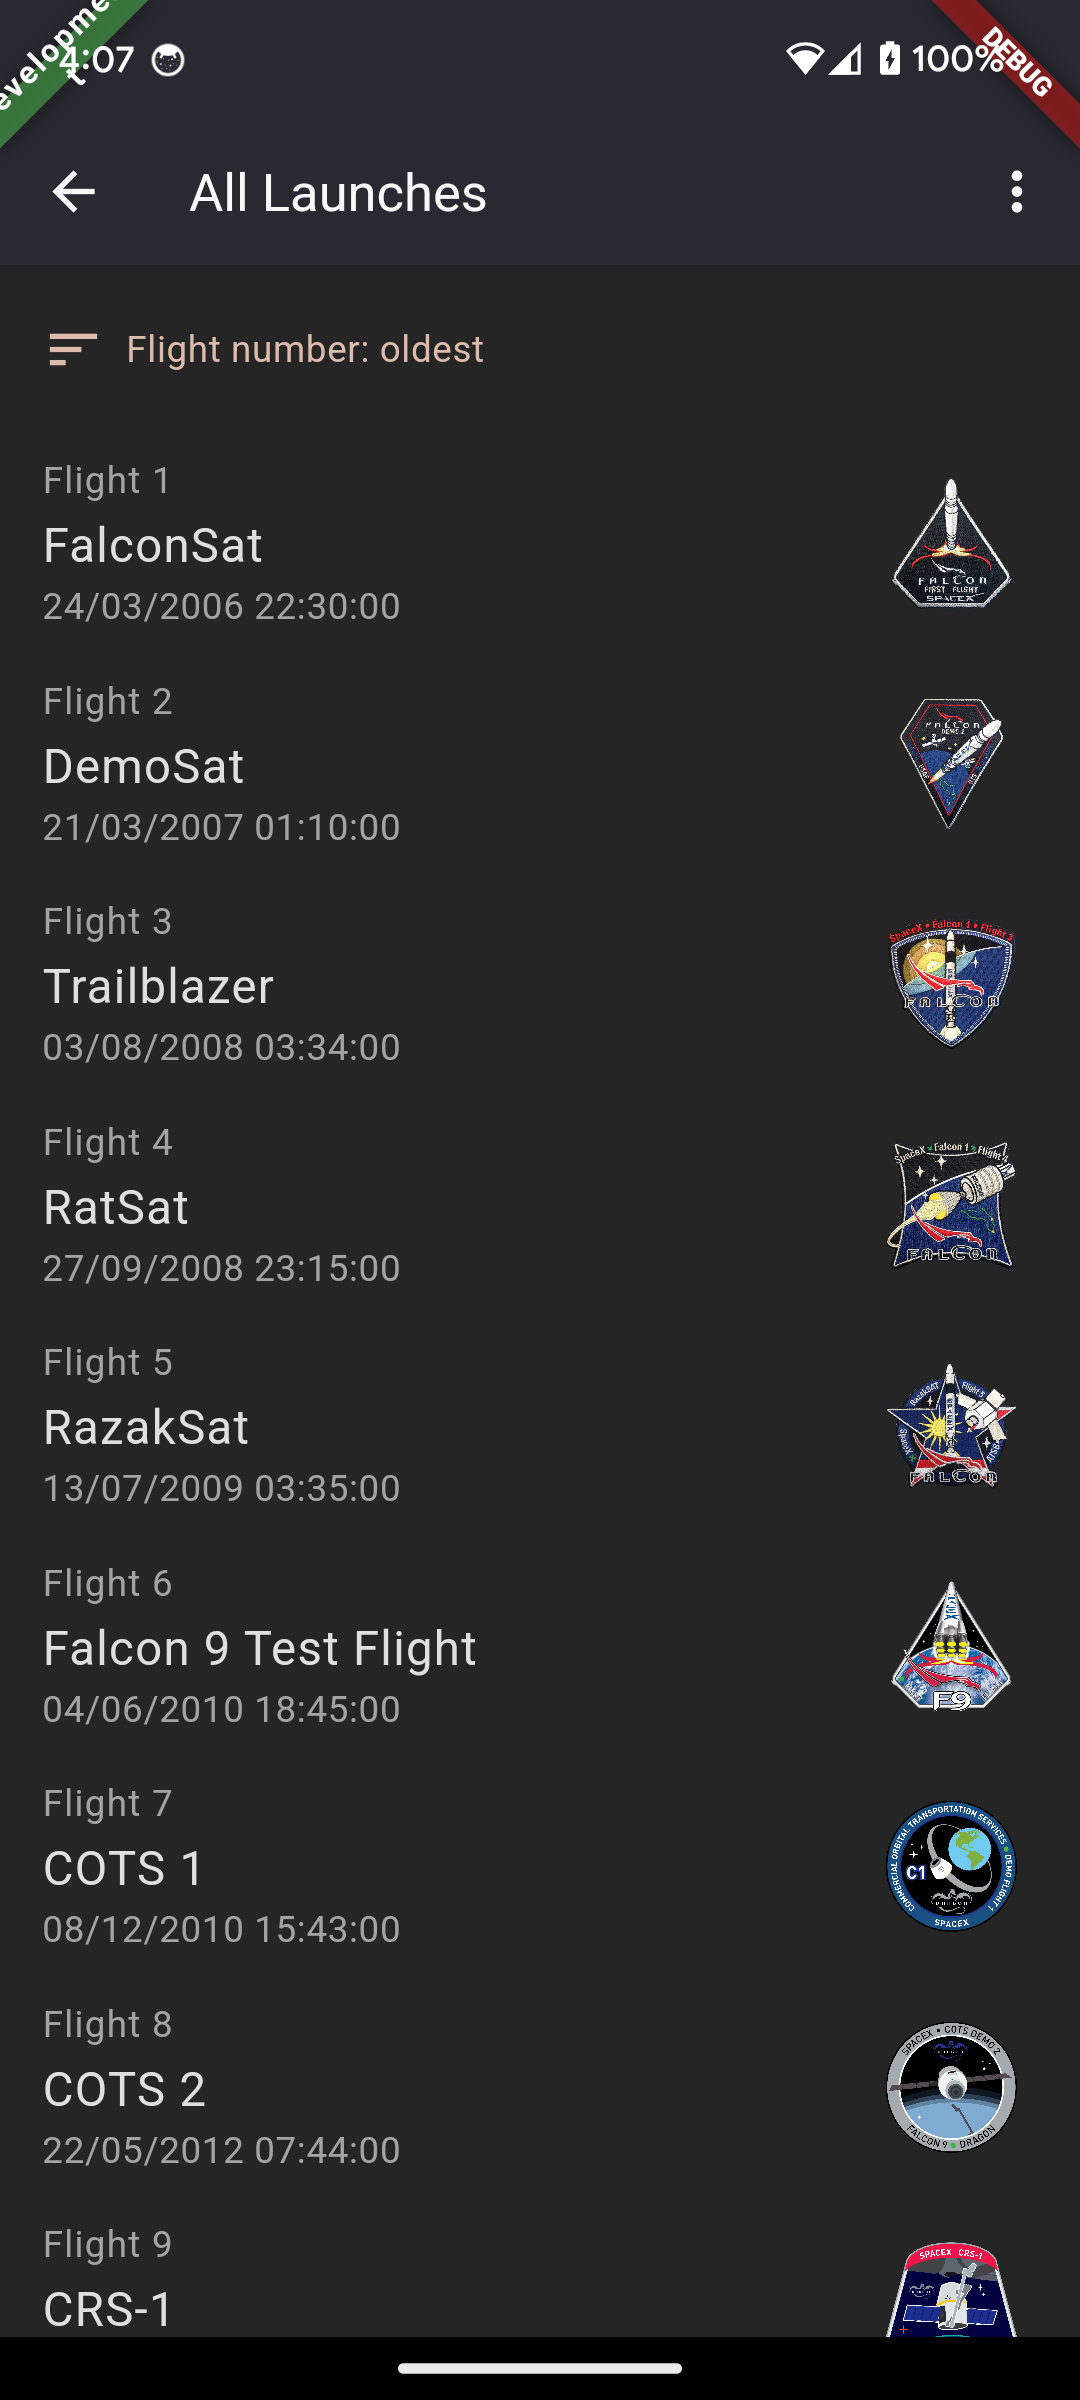 4:07
100%
DEBUG
All Launches
Flight number: oldest
Flight 1
FalconSat
24/03/2006 22:30:00
FALCON
FIRST FLIGHT
SPACEX
Flight 2
DemoSat
21/03/2007 01:10:00
FALCON
DEMO 2
Flight 3
Trailblazer
03/08/2008 03:34:00
SpaceX • Falcon 1 • Flight 3
FALCON
Flight 4
RatSat
27/09/2008 23:15:00
SpaceX Falcon 1 Flight 4
FALCON
Flight 5
RazakSat
13/07/2009 03:35:00
RazakSAT
Flight 5
SpaceX
ATSB
FALCON
Flight 6
Falcon 9 Test Flight
04/06/2010 18:45:00
F9
Flight 7
COTS 1
08/12/2010 15:43:00
COMMERCIAL ORBITAL TRANSPORTATION SERVICES • DEMO FLIGHT 1
C1
DRAGON
SPACEX
Flight 8
COTS 2
22/05/2012 07:44:00
SPACEX • COTS DEMO 2
FALCON 9 • DRAGON
Flight 9
CRS-1
SPACEX CRS-1